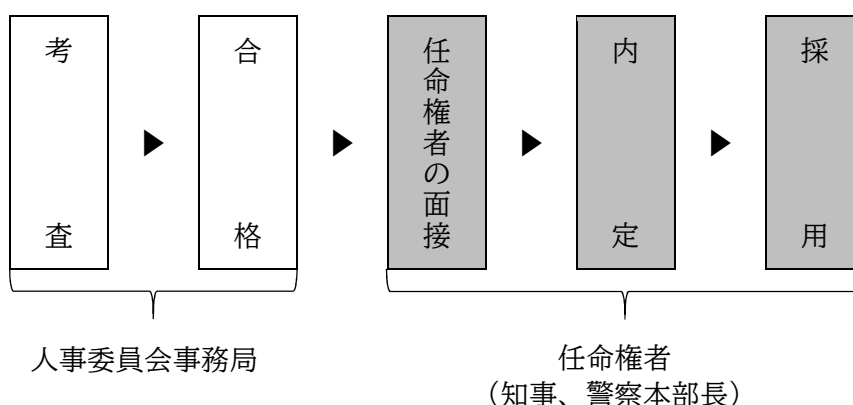 考査
▶
合格
▶
任命権者の面接
▶
内定
▶
採用
人事委員会事務局
任命権者
（知事、警察本部長）